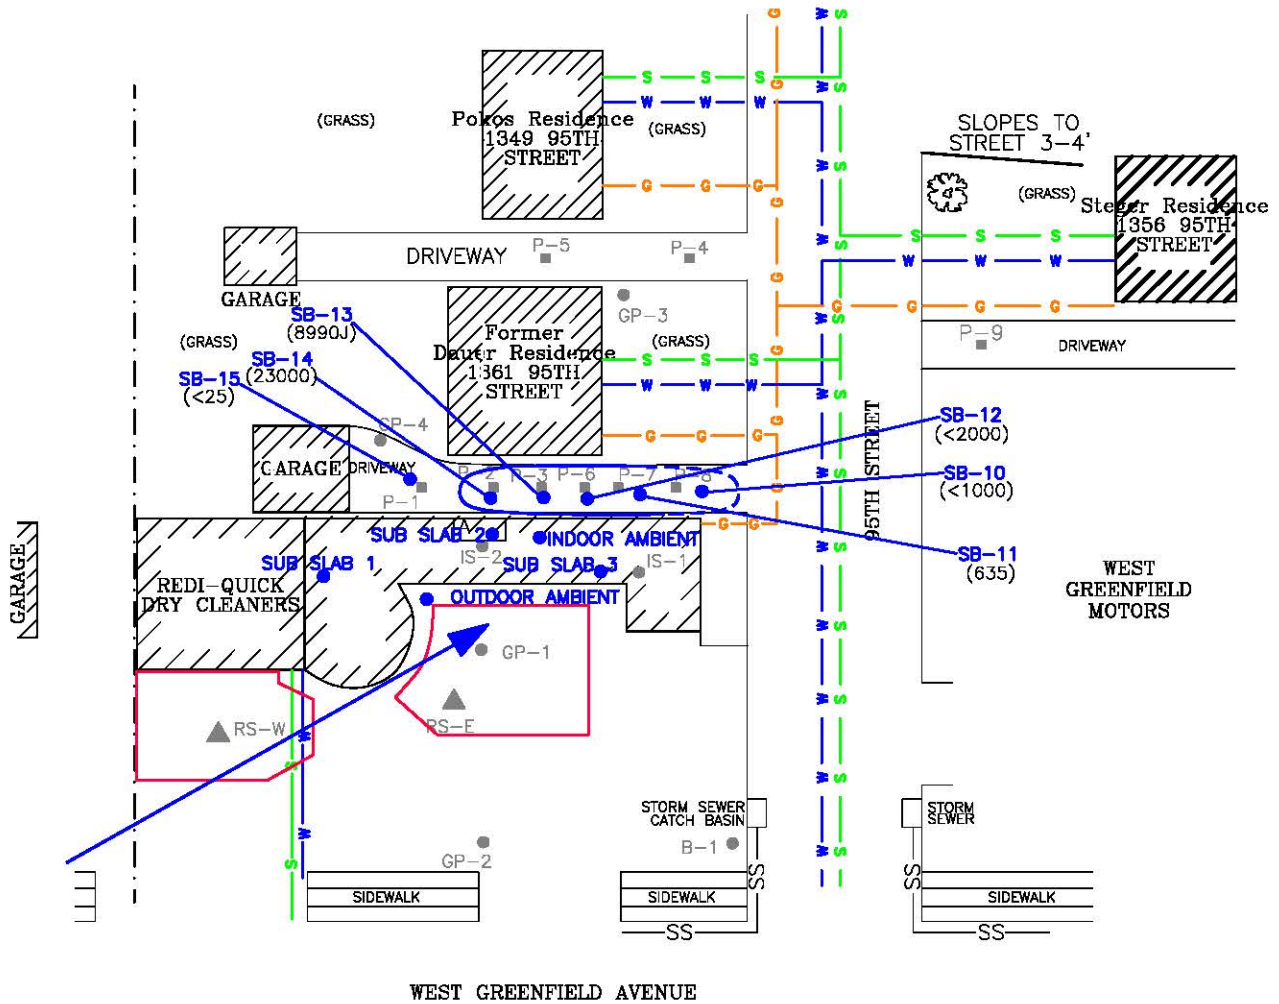 G W S
S S S
G
W S
W W W
SLOPES TO
STREET 3-4'
(GRASS)
Pokos Residence
1349 95TH
STREET
(GRASS)
W S
G G G
G
(GRASS)
Steger Residence
1356 95TH
STREET
S S S
W S
W W W
DRIVEWAY
P-5
P-4
G
GARAGE
GP-3
G G G
SB-13
(8990J)
W S
Former
Dauer Residence
1361 95TH
STREET
(GRASS)
P-9
DRIVEWAY
(GRASS)
G
SB-14
(23000)
S S S
SB-15
(<25)
W W W
W S
95TH STREET
SB-12
(<2000)
GP-4
G
G G G
GARAGE
DRIVEWAY
P-1
P-2
P-3
P-6
P-7
P-8
W S
SB-10
(<1000)
G G
IA
SUB SLAB 2
INDOOR AMBIENT
IS-2
SUB SLAB 3
IS-1
SUB SLAB 1
W S
SB-11
(635)
GARAGE
REDI-QUICK
DRY CLEANERS
OUTDOOR AMBIENT
WEST
GREENFIELD
MOTORS
W S
GP-1
RS-W
RS-E
W S
W
S
W S
STORM SEWER
CATCH BASIN
STORM
SEWER
W
B-1
W S
GP-2
S
SS
SS
SIDEWALK
SIDEWALK
SIDEWALK
SS
SS
WEST GREENFIELD AVENUE